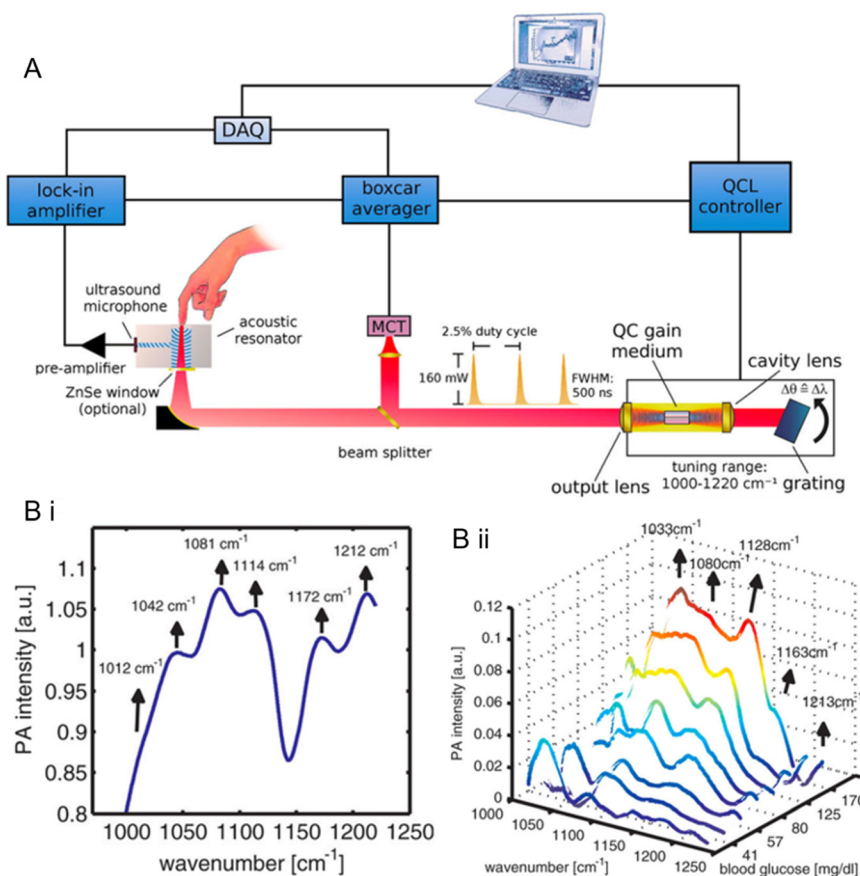 A
DAQ
lock-in
amplifier
boxcar
averager
QCL
controller
ultrasound
microphone
acoustic
resonator
pre-amplifier
ZnSe window
(optional)
MCT
beam splitter
2.5% duty cycle
160 mW
FWHM:
500 ns
QC gain
medium
cavity lens
Δθ ≙ Δλ
tuning range:
1000-1220 cm⁻¹
output lens
grating
B i
PA intensity [a.u.]
1.1
1.05
1
0.95
0.9
0.85
0.8
1012 cm⁻¹
1042 cm⁻¹
1081 cm⁻¹
1114 cm⁻¹
1172 cm⁻¹
1212 cm⁻¹
1000 1050 1100 1150 1200 1250
wavenumber [cm⁻¹]
B ii
1033cm⁻¹
1080cm⁻¹
1128cm⁻¹
1163cm⁻¹
1213cm⁻¹
PA intensity [a.u.]
0.12
0.1
0.08
0.06
0.04
0.02
0
1000
1050
1100
1150
1200
1250
wavenumber [cm⁻¹]
41
57
80
125
170
blood glucose [mg/dl]